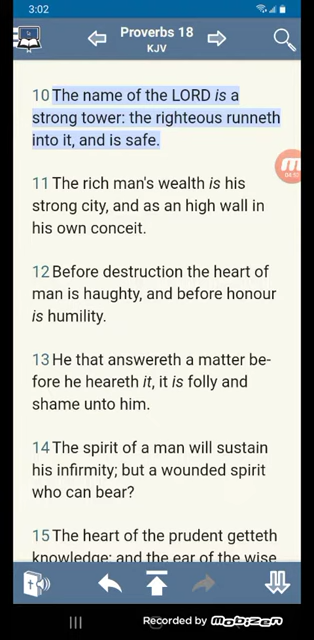 3:02
Proverbs 18
KJV
10 The name of the LORD is a
strong tower: the righteous runneth
into it, and is safe.
11 The rich man's wealth is his
strong city, and as an high wall in
his own conceit.
12 Before destruction the heart of
man is haughty, and before honour
is humility.
13 He that answereth a matter be-
fore he heareth it, it is folly and
shame unto him.
14 The spirit of a man will sustain
his infirmity; but a wounded spirit
who can bear?
15 The heart of the prudent getteth
knowledge; and the ear of the wise
Recorded by Mobizen